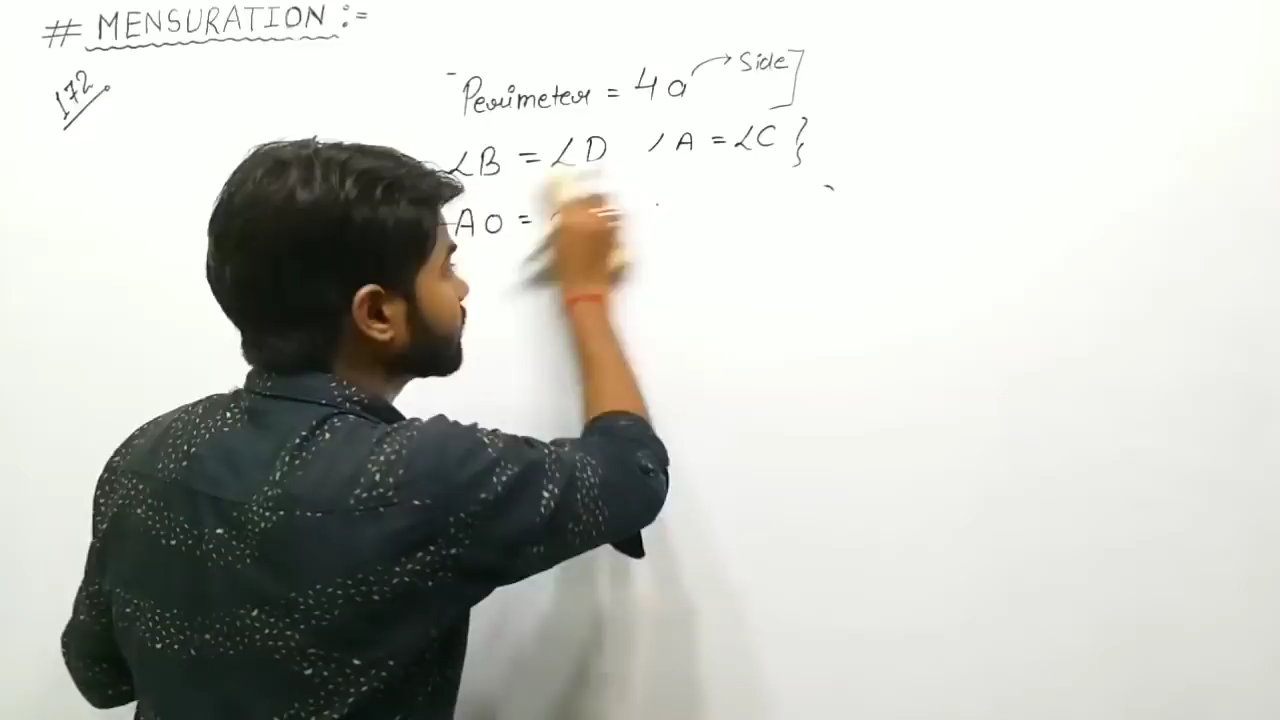 # MENSURATION :=
172
Perimeter = 4a → Side ]
∠B = ∠D ∠A = ∠C }
AO =